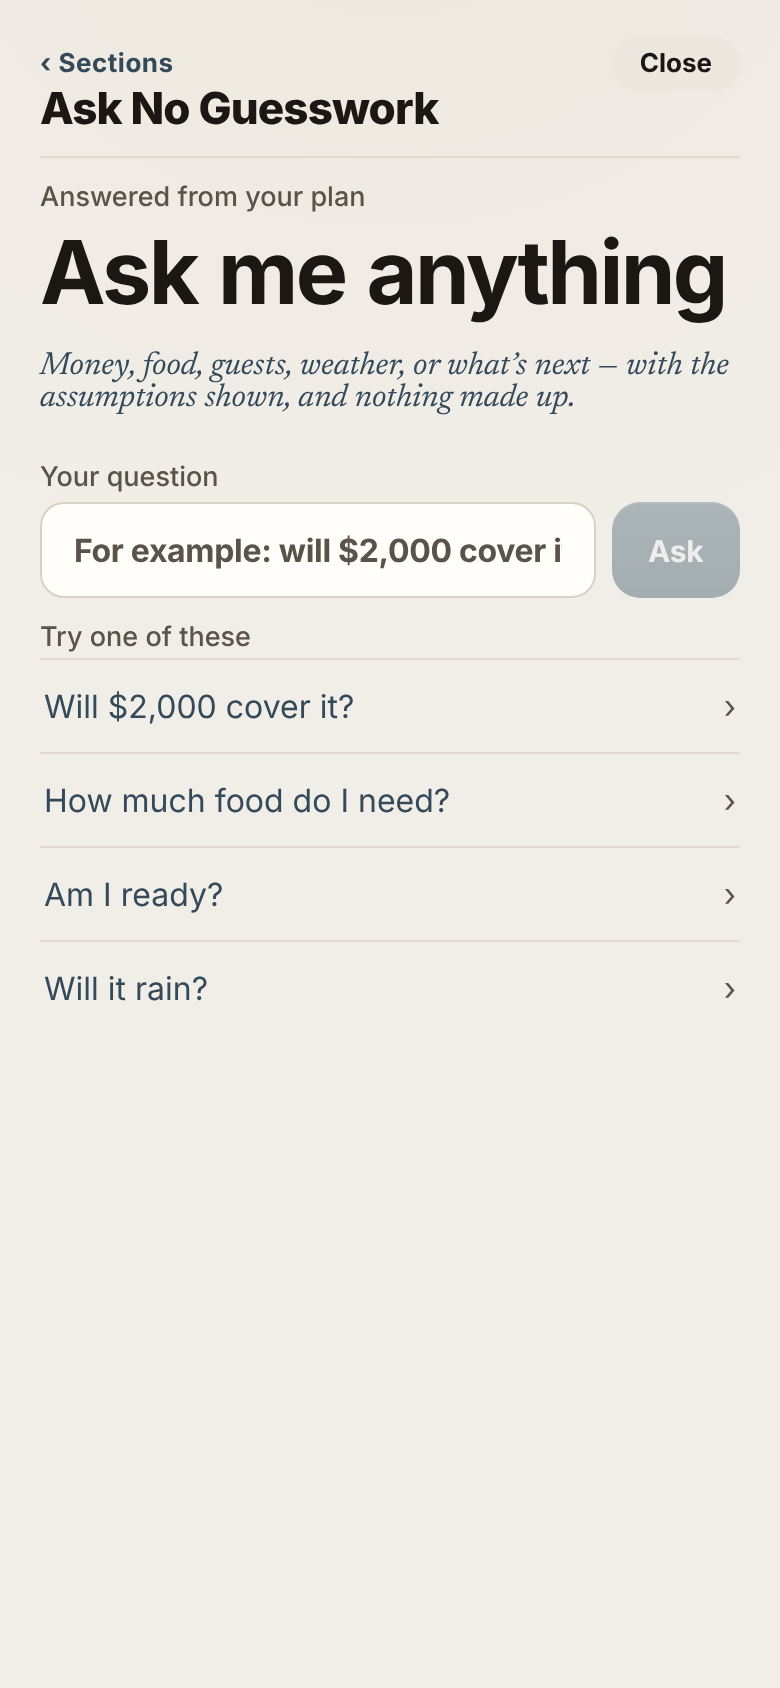 ‹ Sections
Close
Ask No Guesswork
Answered from your plan
Ask me anything
Money, food, guests, weather, or what’s next – with the
assumptions shown, and nothing made up.
Your question
For example: will $2,000 cover i
Ask
Try one of these
Will $2,000 cover it? ›
How much food do I need? ›
Am I ready? ›
Will it rain? ›